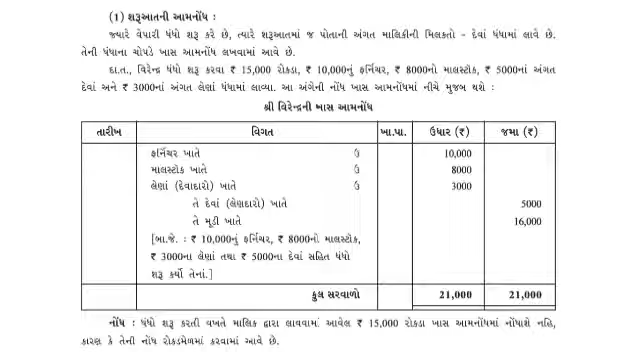 (1) શરૂઆતની આમનોંધ :
જ્યારે વેપારી ધંધો શરૂ કરે છે, ત્યારે શરૂઆતમાં જ પોતાની અંગત માલિકીની મિલકતો – દેવાં ધંધામાં લાવે છે.
તેની ધંધાના ચોપડે ખાસ આમનોંધ લખવામાં આવે છે.
દા.ત., વિરેન્દ્ર ધંધો શરૂ કરવા ₹ 15,000 રોકડા, ₹ 10,000નું ફર્નિચર, ₹ 8000નો માલસ્ટૉક, ₹ 5000નાં અંગત
દેવાં અને ₹ 3000નાં અંગત લેણાં ધંધામાં લાવ્યા. આ અંગેની નોંધ ખાસ આમનોંધમાં નીચે મુજબ થશે :
શ્રી વિરેન્દ્રની ખાસ આમનોંધ
તારીખ વિગત ખા.પા. ઉધાર (₹) જમા (₹)
ફર્નિચર ખાતે ઉ 10,000
માલસ્ટૉક ખાતે ઉ 8000
લેણાં (દેવાદારો) ખાતે ઉ 3000
તે દેવાં (લેણદારો) ખાતે 5000
તે મૂડી ખાતે 16,000
[બા.જે. : ₹ 10,000નું ફર્નિચર, ₹ 8000નો માલસ્ટૉક,
₹ 3000ના લેણાં તથા ₹ 5000નાં દેવાં સહિત ધંધો
શરૂ કર્યો તેનાં.]
કુલ સરવાળો 21,000 21,000
નોંધ : ધંધો શરૂ કરતી વખતે માલિક દ્વારા લાવવામાં આવેલ ₹ 15,000 રોકડા ખાસ આમનોંધમાં નોંધાશે નહિ,
કારણ કે તેની નોંધ રોકડમેળમાં કરવામાં આવે છે.